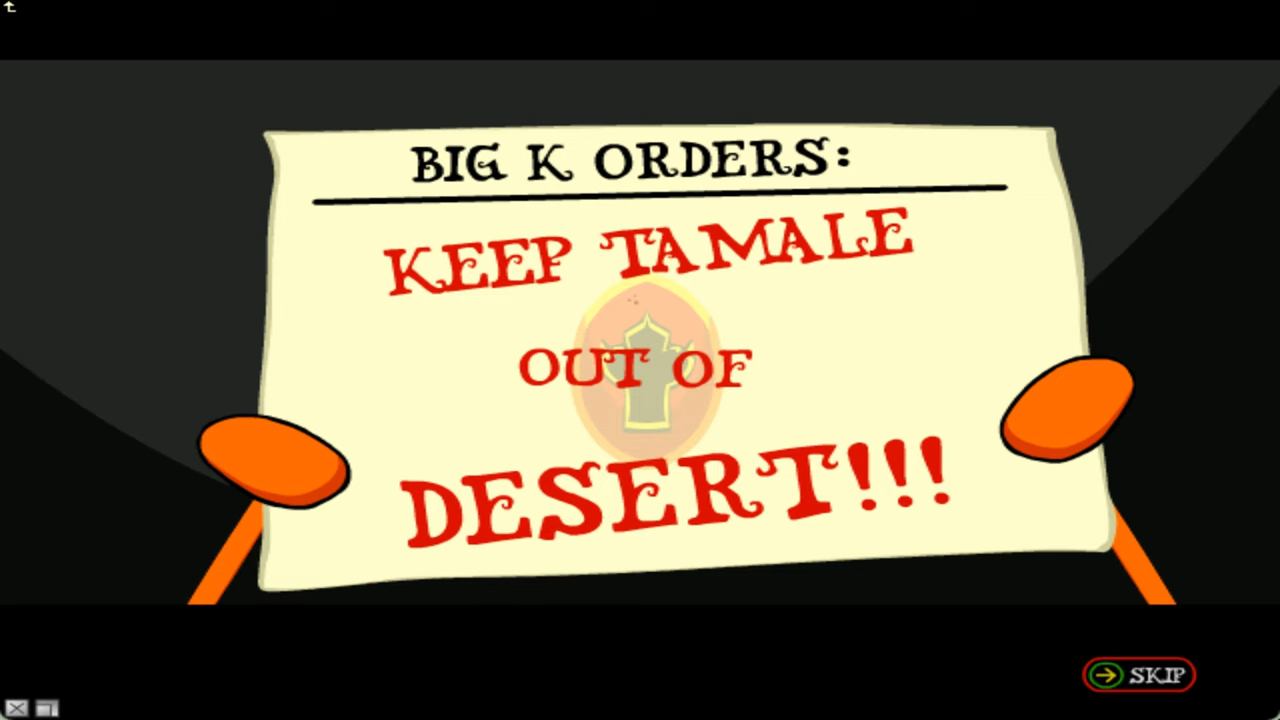 BIG K ORDERS:
KEEP TAMALE
OUT OF
DESERT!!!
SKIP